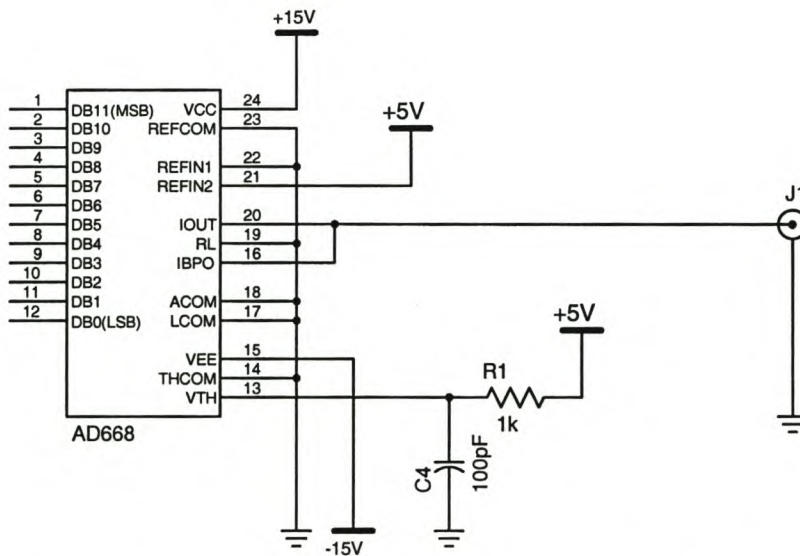 +15V
1 DB11(MSB) VCC 24
2 DB10 REFCOM 23
3 DB9
4 DB8 REFIN1 22
5 DB7 REFIN2 21
+5V
6 DB6
7 DB5 IOUT 20
8 DB4 RL 19
9 DB3 IBPO 16
10 DB2
11 DB1 ACOM 18
12 DB0(LSB) LCOM 17
VEE 15
THCOM 14
VTH 13
AD668
J1
+5V
R1
1k
C4
100pF
-15V